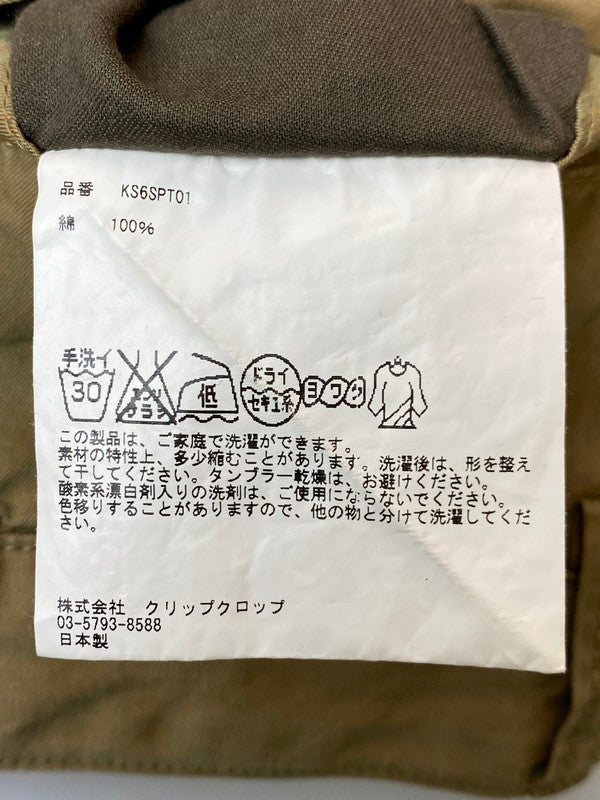 品番 KS6SPT01
綿 100%
手洗イ
30
エンソ
サラシ
低
ドライ
セキユ系
ヨワク
この製品は、ご家庭で洗濯ができます。
素材の特性上、多少縮むことがあります。洗濯後は、形を整え
て干してください。タンブラー乾燥は、お避けください。
酸素系漂白剤入りの洗剤は、ご使用にならないでください。
色移りすることがありますので、他の物と分けて洗濯してくだ
さい。
株式会社 クリップクロップ
03-5793-8588
日本製